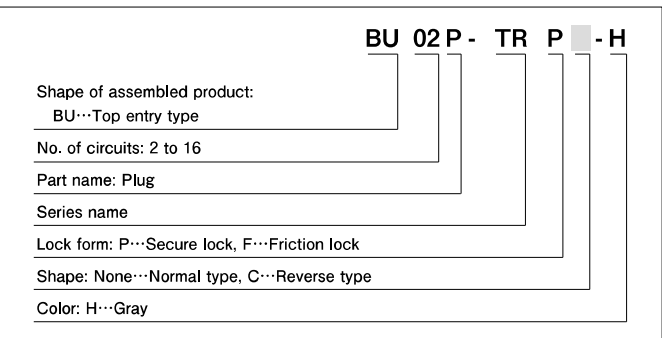 BU 02 P - TR P - H
Shape of assembled product:
BU…Top entry type
No. of circuits: 2 to 16
Part name: Plug
Series name
Lock form: P…Secure lock, F…Friction lock
Shape: None…Normal type, C…Reverse type
Color: H…Gray